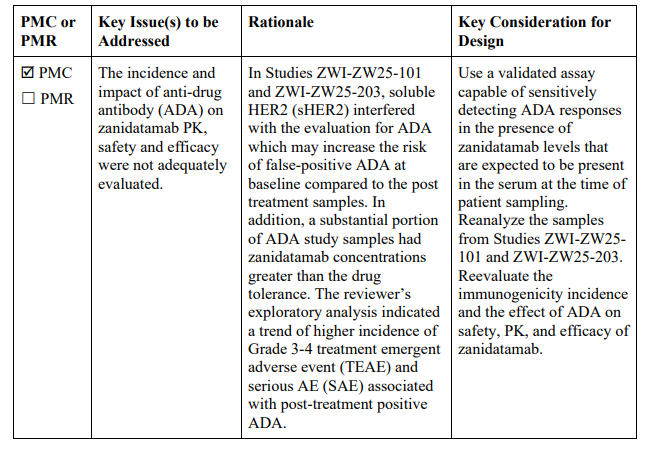 PMC or
PMR
Key Issue(s) to be
Addressed
Rationale
Key Consideration for
Design
☑ PMC
☐ PMR
The incidence and
impact of anti-drug
antibody (ADA) on
zanidatamab PK,
safety and efficacy
were not adequately
evaluated.
In Studies ZWI-ZW25-101
and ZWI-ZW25-203, soluble
HER2 (sHER2) interfered
with the evaluation for ADA
which may increase the risk
of false-positive ADA at
baseline compared to the post
treatment samples. In
addition, a substantial portion
of ADA study samples had
zanidatamab concentrations
greater than the drug
tolerance. The reviewer’s
exploratory analysis indicated
a trend of higher incidence of
Grade 3-4 treatment emergent
adverse event (TEAE) and
serious AE (SAE) associated
with post-treatment positive
ADA.
Use a validated assay
capable of sensitively
detecting ADA responses
in the presence of
zanidatamab levels that
are expected to be present
in the serum at the time of
patient sampling.
Reanalyze the samples
from Studies ZWI-ZW25-
101 and ZWI-ZW25-203.
Reevaluate the
immunogenicity incidence
and the effect of ADA on
safety, PK, and efficacy of
zanidatamab.